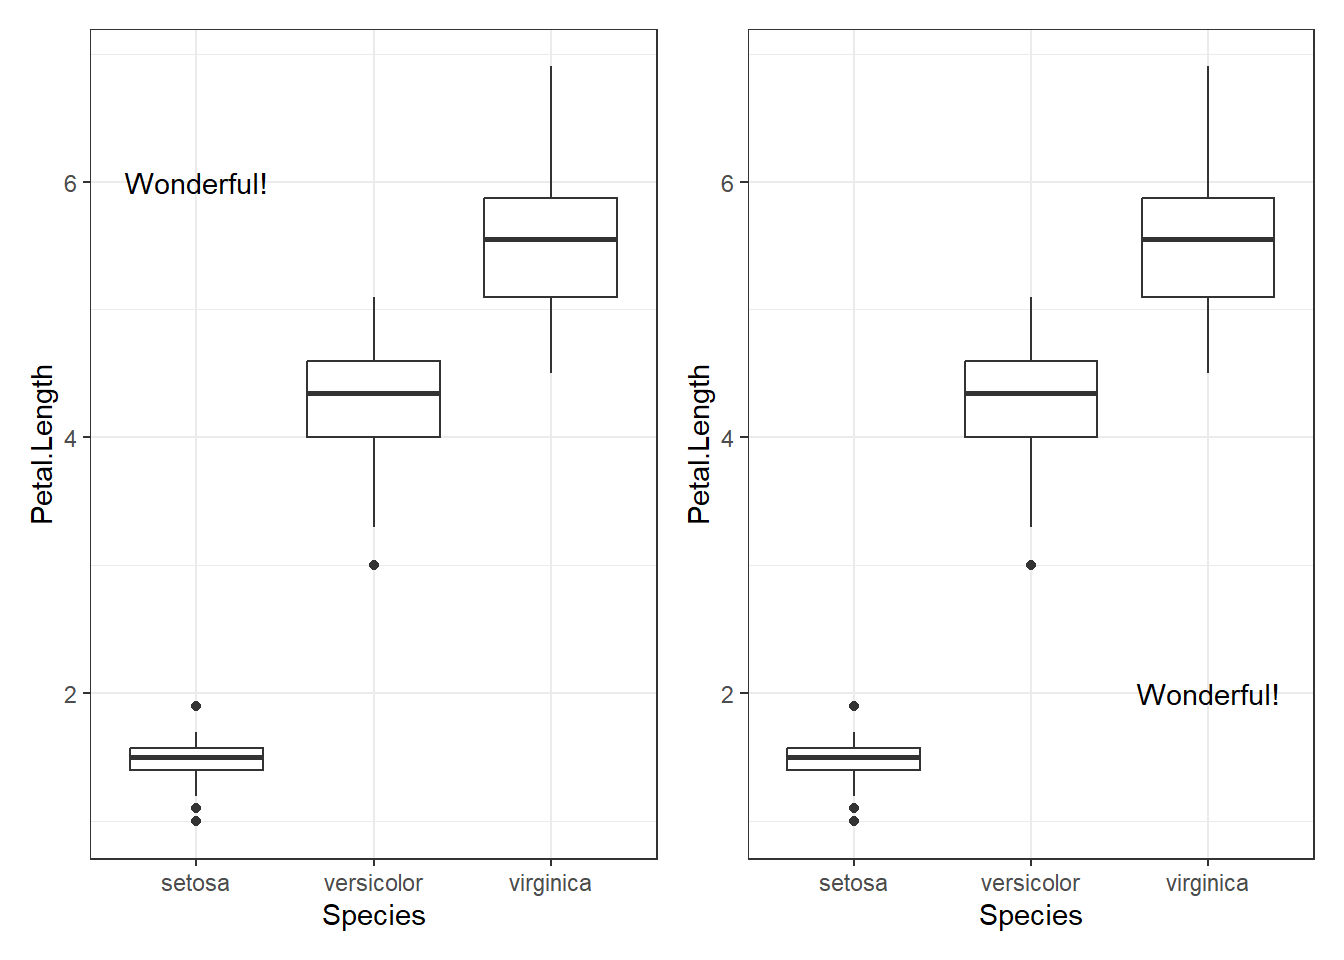 Petal.Length
6
4
2
Wonderful!
setosa
versicolor
virginica
Species
Petal.Length
6
4
2
Wonderful!
setosa
versicolor
virginica
Species